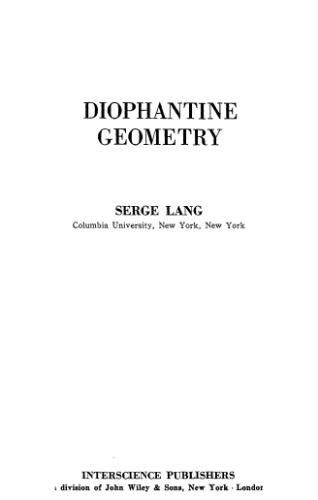 DIOPHANTINE
GEOMETRY
SERGE LANG
Columbia University, New York, New York
INTERSCIENCE PUBLISHERS
division of John Wiley & Sons, New York · London